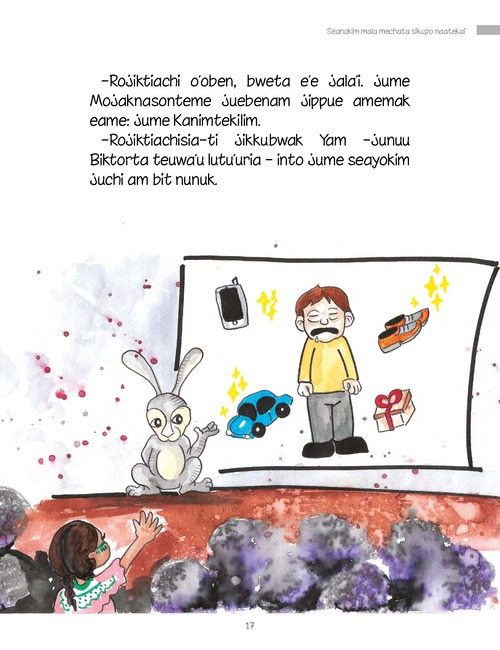 Seanokim mala mechata sikupo naatekai
-Rojiktiachi o'oben, bweta e'e jala'i. Jume
Mojaknasonteme juebenam jippue amemak
eame: jume Kanimtekilim.
-Rojiktiachisia-ti jikkubwak Yam -junuu
Biktorta teuwa'u lutu'uria - into jume seayokim
juchi am bit nunuk.
17